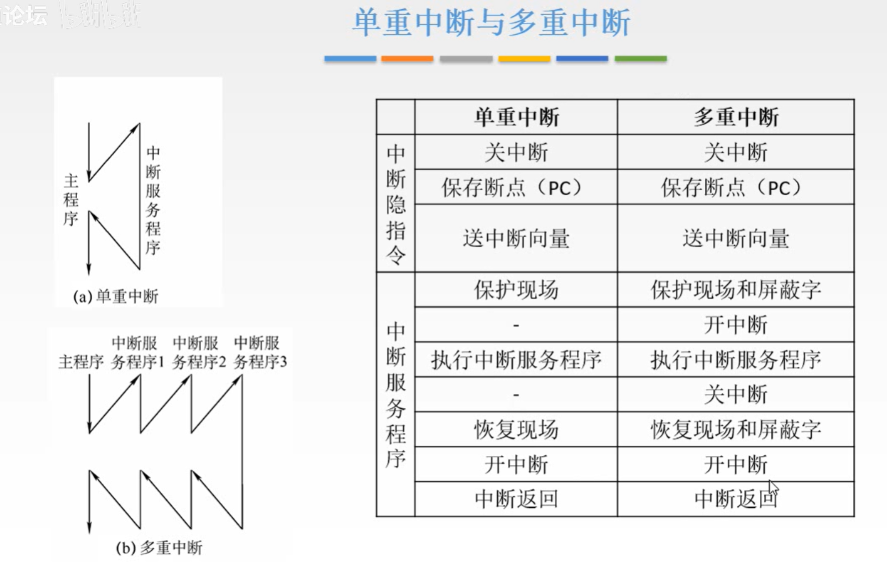 论坛
单重中断与多重中断
主程序
中断服务程序
(a) 单重中断
主程序
中断服务程序1
中断服务程序2
中断服务程序3
(b) 多重中断
单重中断 多重中断
中断隐指令
关中断 关中断
保存断点（PC） 保存断点（PC）
送中断向量 送中断向量
中断服务程序
保护现场 保护现场和屏蔽字
- 开中断
执行中断服务程序 执行中断服务程序
- 关中断
恢复现场 恢复现场和屏蔽字
开中断 开中断
中断返回 中断返回